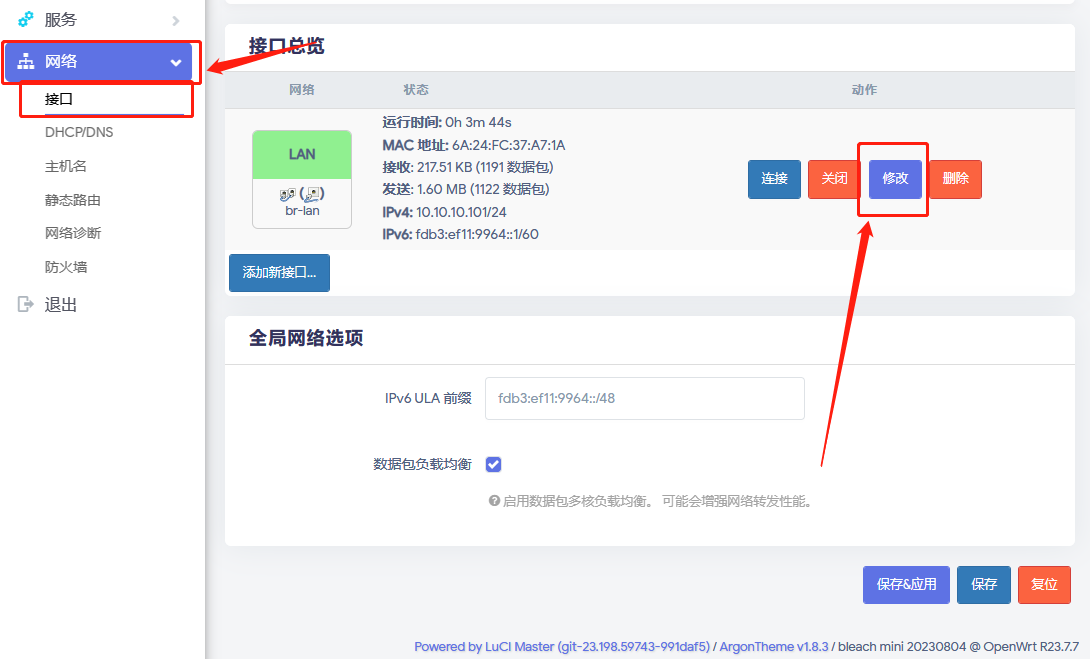 服务
网络
接口
DHCP/DNS
主机名
静态路由
网络诊断
防火墙
退出
接口总览
网络 状态 动作
LAN
br-lan
运行时间: 0h 3m 44s
MAC 地址: 6A:24:FC:37:A7:1A
接收: 217.51 KB (1191 数据包)
发送: 1.60 MB (1122 数据包)
IPv4: 10.10.10.101/24
IPv6: fdb3:ef11:9964::1/60
连接 关闭 修改 删除
添加新接口...
全局网络选项
IPv6 ULA 前缀 fdb3:ef11:9964::/48
数据包负载均衡
启用数据包多核负载均衡。 可能会增强网络转发性能。
保存&应用 保存 复位
Powered by LuCI Master (git-23.198.59743-991daf5) / ArgonTheme v1.8.3 / bleach mini 20230804 @ OpenWrt R23.7.7